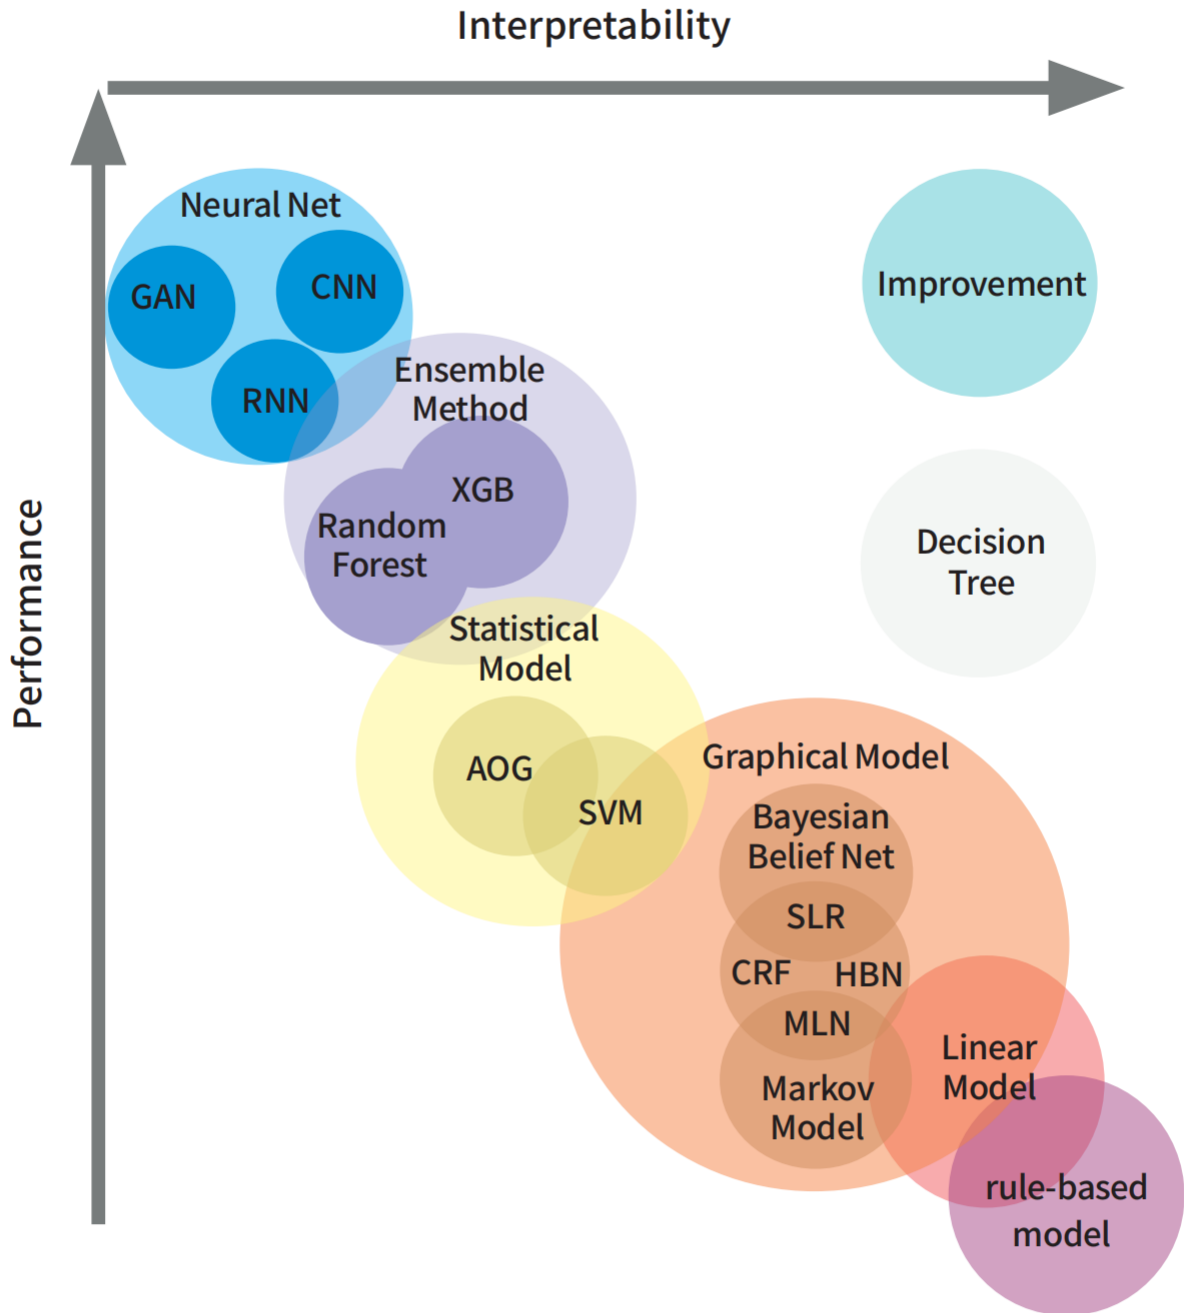 Interpretability
Performance
Neural Net
GAN
CNN
RNN
Ensemble
Method
XGB
Random
Forest
Improvement
Decision
Tree
Statistical
Model
AOG
SVM
Graphical Model
Bayesian
Belief Net
SLR
CRF HBN
MLN
Markov
Model
Linear
Model
rule-based
model